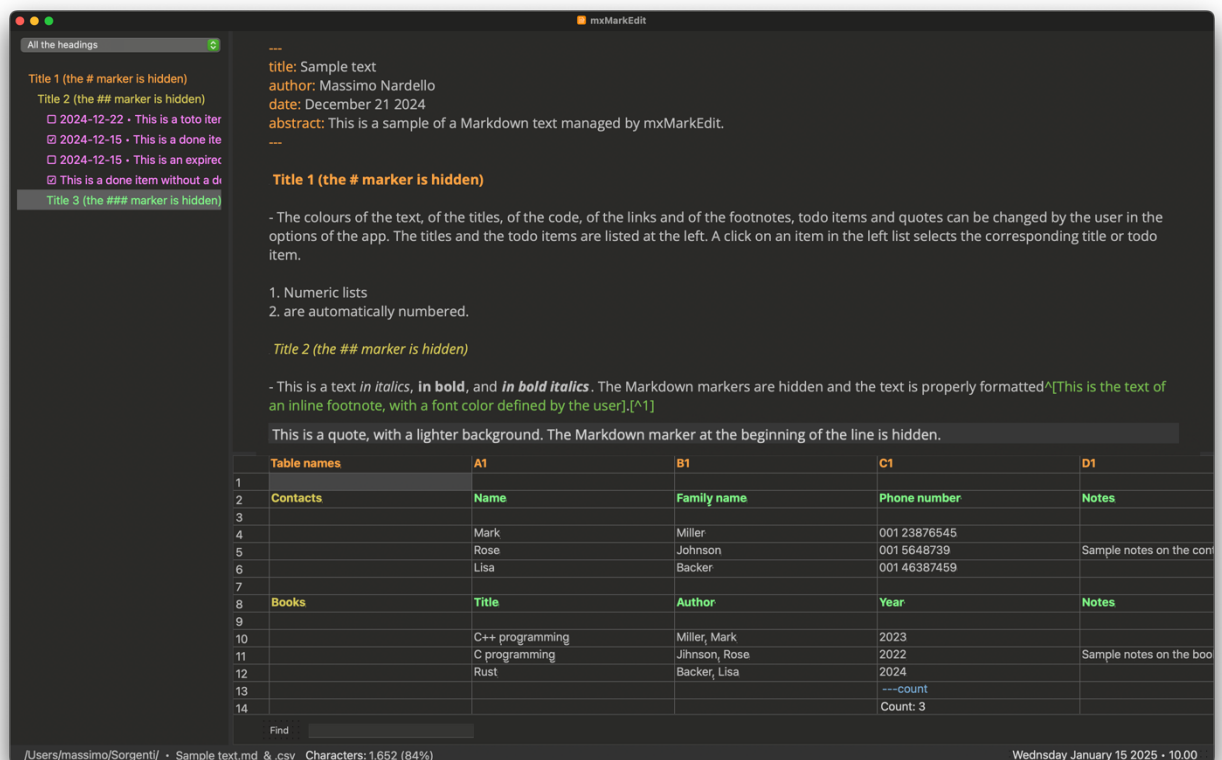 mxMarkEdit
All the headings
Title 1 (the # marker is hidden)
Title 2 (the ## marker is hidden)
2024-12-22 • This is a toto iter
2024-12-15 • This is a done ite
2024-12-15 • This is an expired
This is a done item without a de
Title 3 (the ### marker is hidden)
---
title: Sample text
author: Massimo Nardello
date: December 21 2024
abstract: This is a sample of a Markdown text managed by mxMarkEdit.
---
Title 1 (the # marker is hidden)
- The colours of the text, of the titles, of the code, of the links and of the footnotes, todo items and quotes can be changed by the user in the
options of the app. The titles and the todo items are listed at the left. A click on an item in the left list selects the corresponding title or todo
item.
1. Numeric lists
2. are automatically numbered.
Title 2 (the ## marker is hidden)
- This is a text in italics, in bold, and in bold italics. The Markdown markers are hidden and the text is properly formatted^[This is the text of
an inline footnote, with a font color defined by the user].[^1]
This is a quote, with a lighter background. The Markdown marker at the beginning of the line is hidden.
Table names A1 B1 C1 D1
1
2 Contacts Name Family name Phone number Notes
3
4 Mark Miller 001 23876545
5 Rose Johnson 001 5648739 Sample notes on the cont
6 Lisa Backer 001 46387459
7
8 Books Title Author Year Notes
9
10 C++ programming Miller, Mark 2023
11 C programming Jihnson, Rose 2022 Sample notes on the boo
12 Rust Backer, Lisa 2024
13 ---count
14 Count: 3
Find
/Users/massimo/Sorgenti/ • Sample text.md & .csv Characters: 1.652 (84%) Wednsday January 15 2025 • 10.00